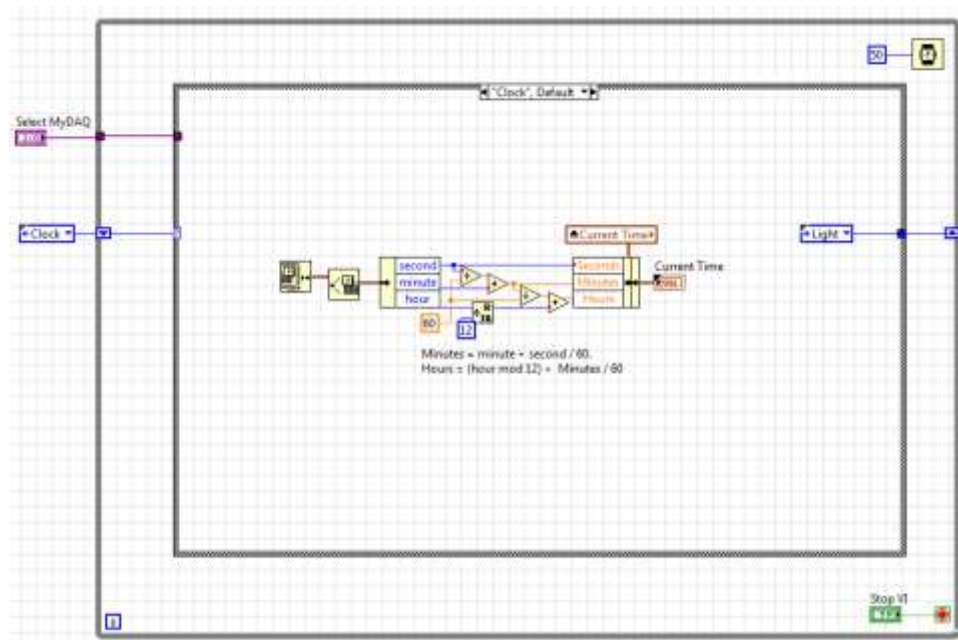 50
"Clock", Default
Select MyDAQ
Clock
Light
Current Time
second
minute
hour
Seconds
Minutes
Hours
Current Time
60
12
Minutes = minute + second / 60.
Hours = (hour mod 12) + Minutes / 60
Stop VI
i